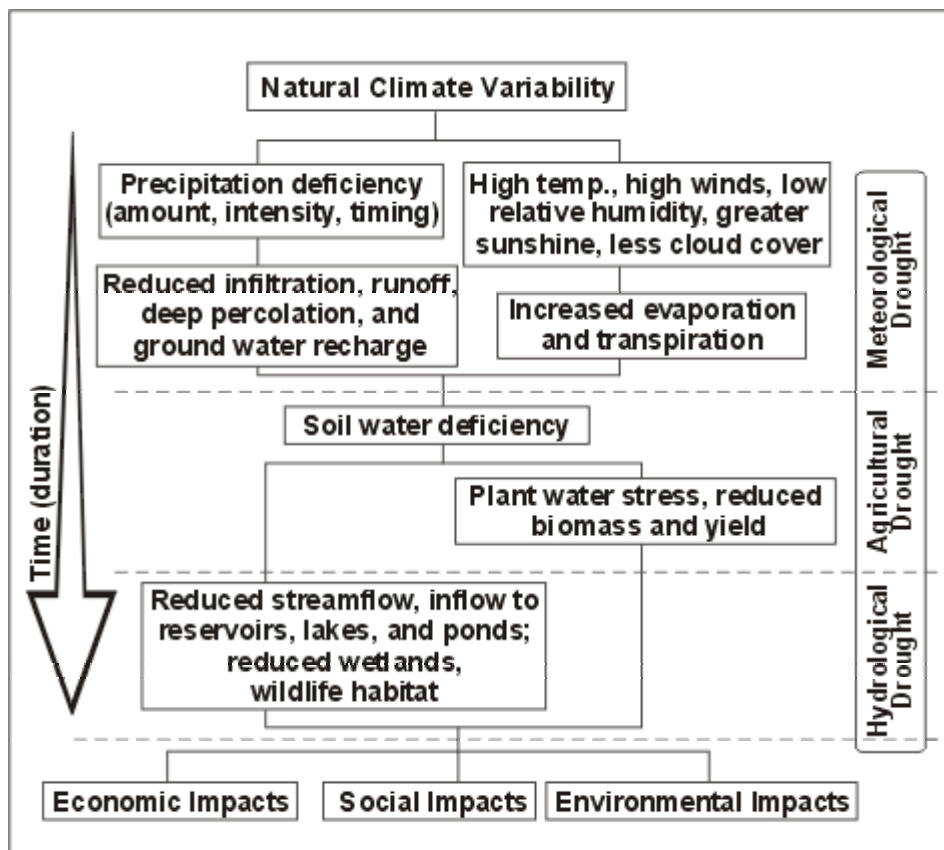 Natural Climate Variability
Precipitation deficiency
(amount, intensity, timing)
High temp., high winds, low
relative humidity, greater
sunshine, less cloud cover
Reduced infiltration, runoff,
deep percolation, and
ground water recharge
Increased evaporation
and transpiration
Meteorological
Drought
Time (duration)
Soil water deficiency
Plant water stress, reduced
biomass and yield
Agricultural
Drought
Reduced streamflow, inflow to
reservoirs, lakes, and ponds;
reduced wetlands,
wildlife habitat
Hydrological
Drought
Economic Impacts
Social Impacts
Environmental Impacts